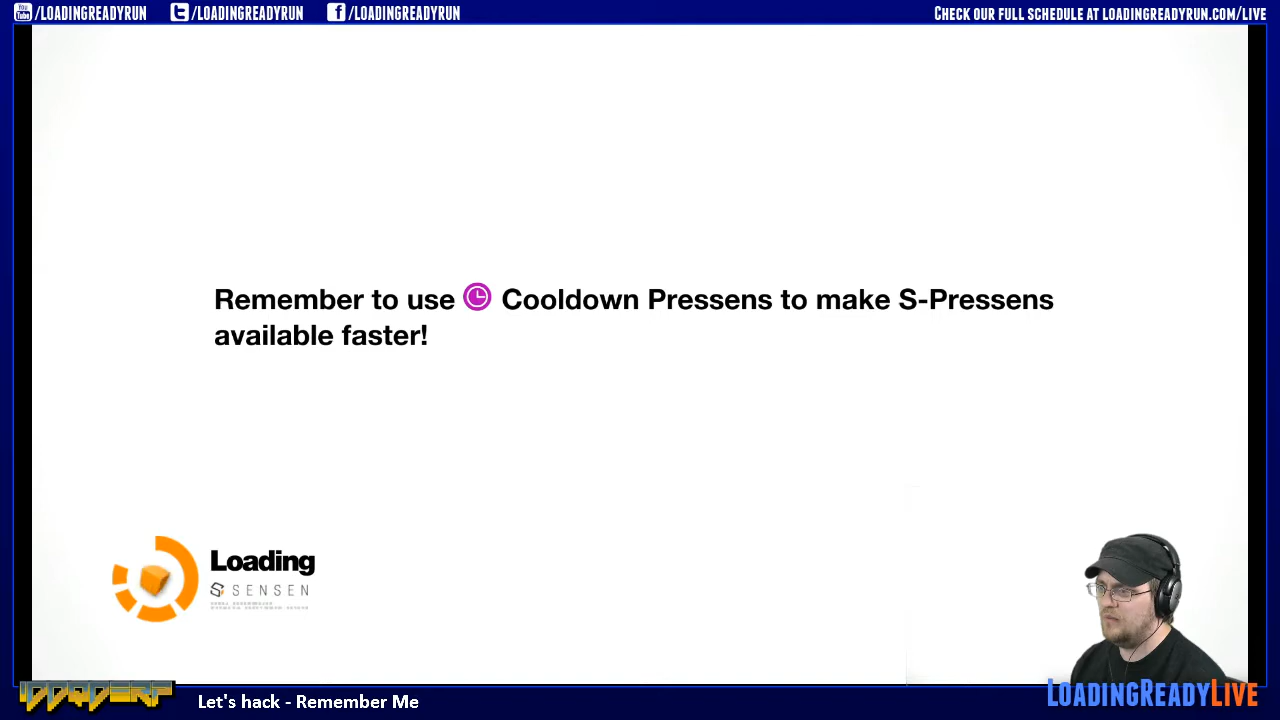 /LOADINGREADYRUN /LOADINGREADYRUN /LOADINGREADYRUN CHECK OUR FULL SCHEDULE AT LOADINGREADYRUN.COM/LIVE
Remember to use Cooldown Pressens to make S-Pressens
available faster!
Loading
SENSEN
IDDQDERP Let's hack - Remember Me LOADINGREADYLIVE